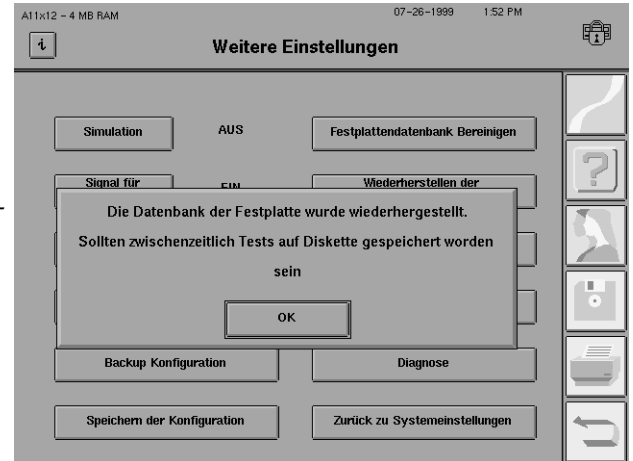 A11x12 - 4 MB RAM
07-26-1999 1:52 PM
i
Weitere Einstellungen
Simulation
AUS
Festplattendatenbank Bereinigen
Signal für
EIN
Wiederherstellen der
Die Datenbank der Festplatte wurde wiederhergestellt.
Sollten zwischenzeitlich Tests auf Diskette gespeichert worden
sein
OK
Backup Konfiguration
Diagnose
Speichern der Konfiguration
Zurück zu Systemeinstellungen